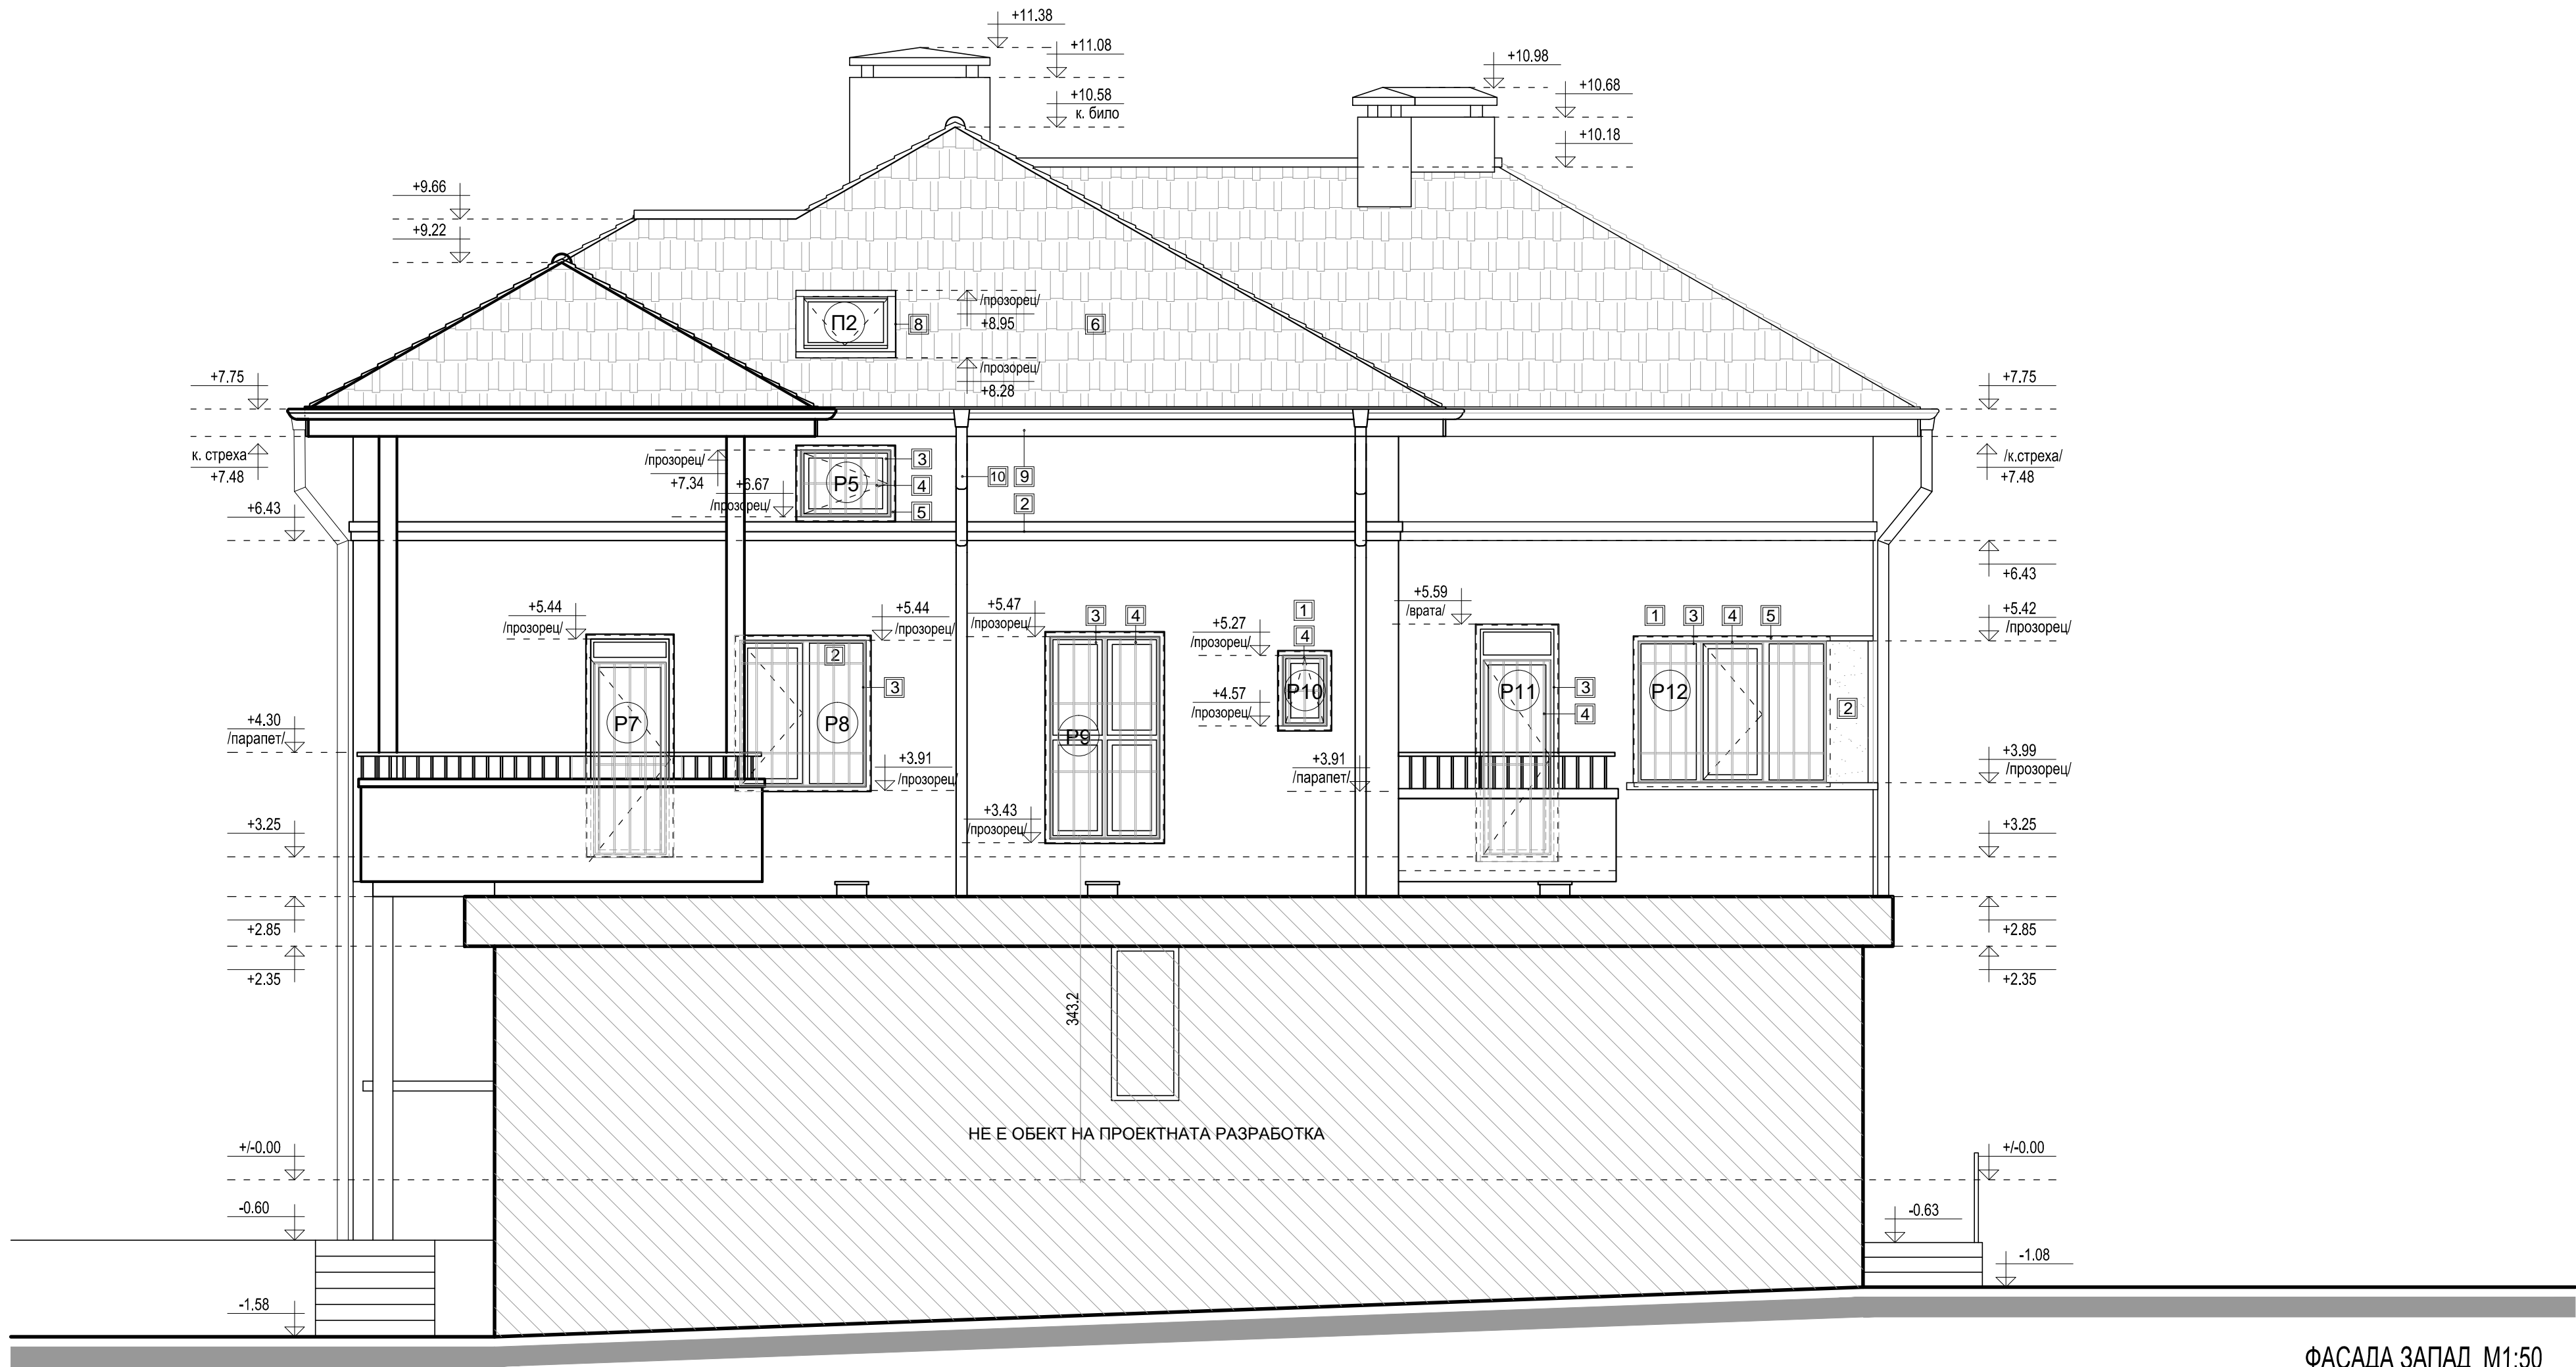 +11.38
+11.08
+10.58
к. било
+10.98
+10.68
+10.18
+9.66
+9.22
/прозорец/
+8.95
П2
8
6
/прозорец/
+8.28
+7.75
+7.75
к. стреха
+7.48
/прозорец/
+7.34
+6.67
/прозорец/
P5
3
4
5
10
9
2
/к.стреха/
+7.48
+6.43
+6.43
+5.44
/прозорец/
+5.44
/прозорец/
+5.47
/прозорец/
3
4
1
4
+5.27
/прозорец/
+5.59
/врата/
1
3
4
5
+5.42
/прозорец/
2
3
P7
P8
P9
P10
P11
P12
3
4
2
+4.57
/прозорец/
+4.30
/парапет/
+3.91
/прозорец/
+3.91
/парапет/
+3.99
/прозорец/
+3.43
/прозорец/
+3.25
+3.25
+2.85
+2.85
+2.35
+2.35
343.2
НЕ Е ОБЕКТ НА ПРОЕКТНАТА РАЗРАБОТКА
+/-0.00
+/-0.00
-0.60
-0.63
-1.08
-1.58
ФАСАДА ЗАПАД М1:50